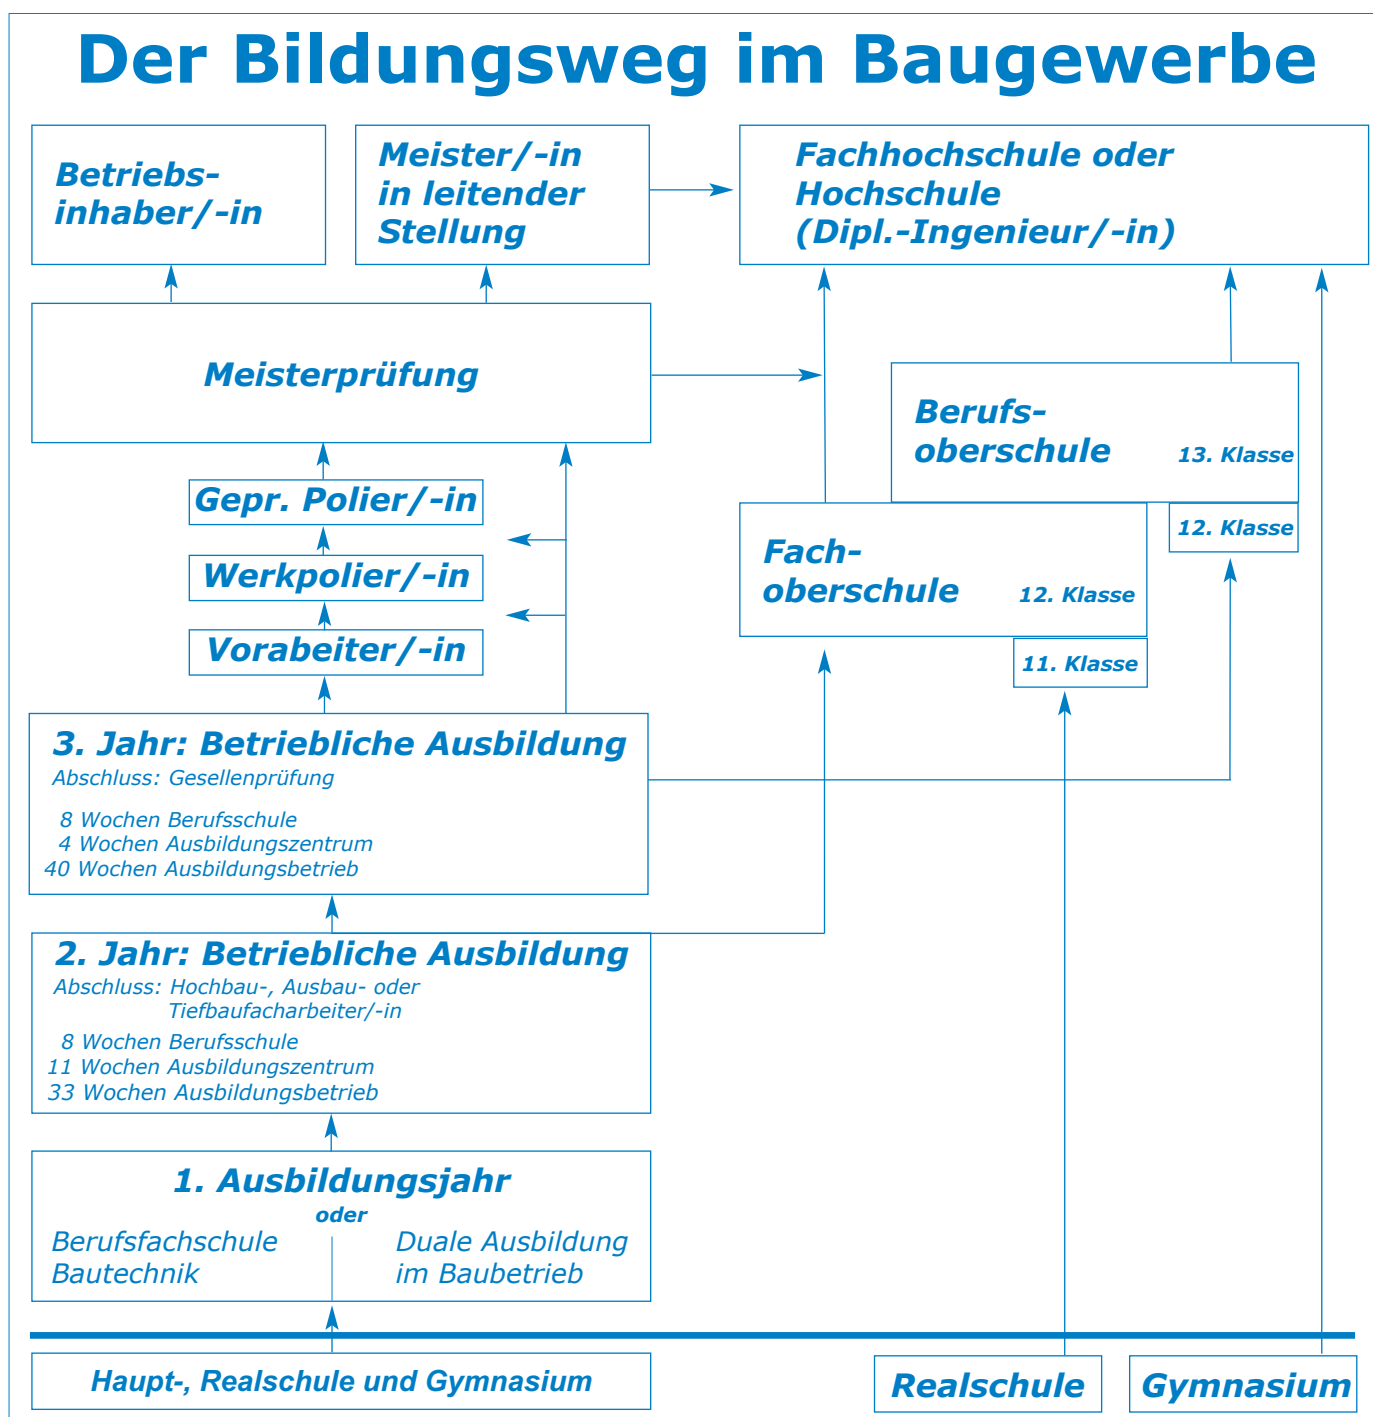 Der Bildungsweg im Baugewerbe
Betriebs-
inhaber/-in
Meister/-in
in leitender
Stellung
Fachhochschule oder
Hochschule
(Dipl.-Ingenieur/-in)
Meisterprüfung
Berufs-
oberschule
13. Klasse
12. Klasse
Gepr. Polier/-in
Werkpolier/-in
Vorabeiter/-in
Fach-
oberschule
12. Klasse
11. Klasse
3. Jahr: Betriebliche Ausbildung
Abschluss: Gesellenprüfung
8 Wochen Berufsschule
4 Wochen Ausbildungszentrum
40 Wochen Ausbildungsbetrieb
2. Jahr: Betriebliche Ausbildung
Abschluss: Hochbau-, Ausbau- oder
Tiefbaufacharbeiter/-in
8 Wochen Berufsschule
11 Wochen Ausbildungszentrum
33 Wochen Ausbildungsbetrieb
1. Ausbildungsjahr
oder
Berufsfachschule
Bautechnik
Duale Ausbildung
im Baubetrieb
Haupt-, Realschule und Gymnasium
Realschule
Gymnasium